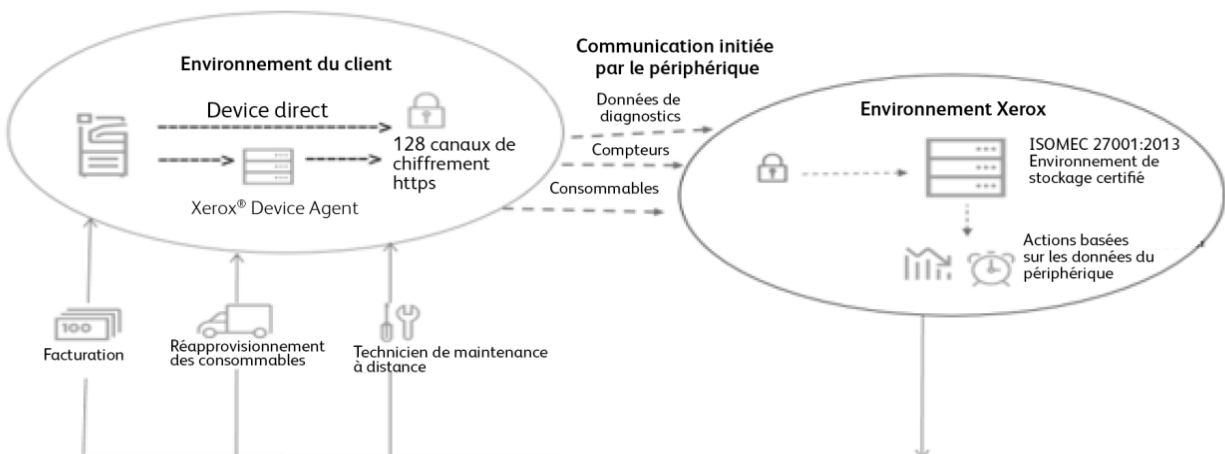 Environnement du client
Device direct
128 canaux de
chiffrement
https
Xerox® Device Agent
Communication initiée
par le périphérique
Données de
diagnostics
Compteurs
Consommables
Environnement Xerox
ISOMEC 27001:2013
Environnement de
stockage certifié
Actions basées
sur les données du
périphérique
100
Facturation
Réapprovisionnement
des consommables
Technicien de maintenance
à distance